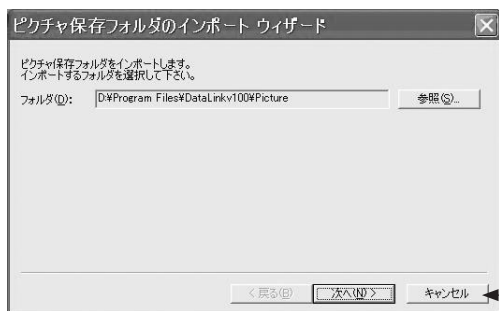 ピクチャ保存フォルダのインポート ウィザード
ピクチャ保存フォルダをインポートします。
インポートするフォルダを選択して下さい。
フォルダ(D): D:¥Program Files¥DataLinkv100¥Picture 参照(S)...
< 戻る(B) 次へ(N) > キャンセル